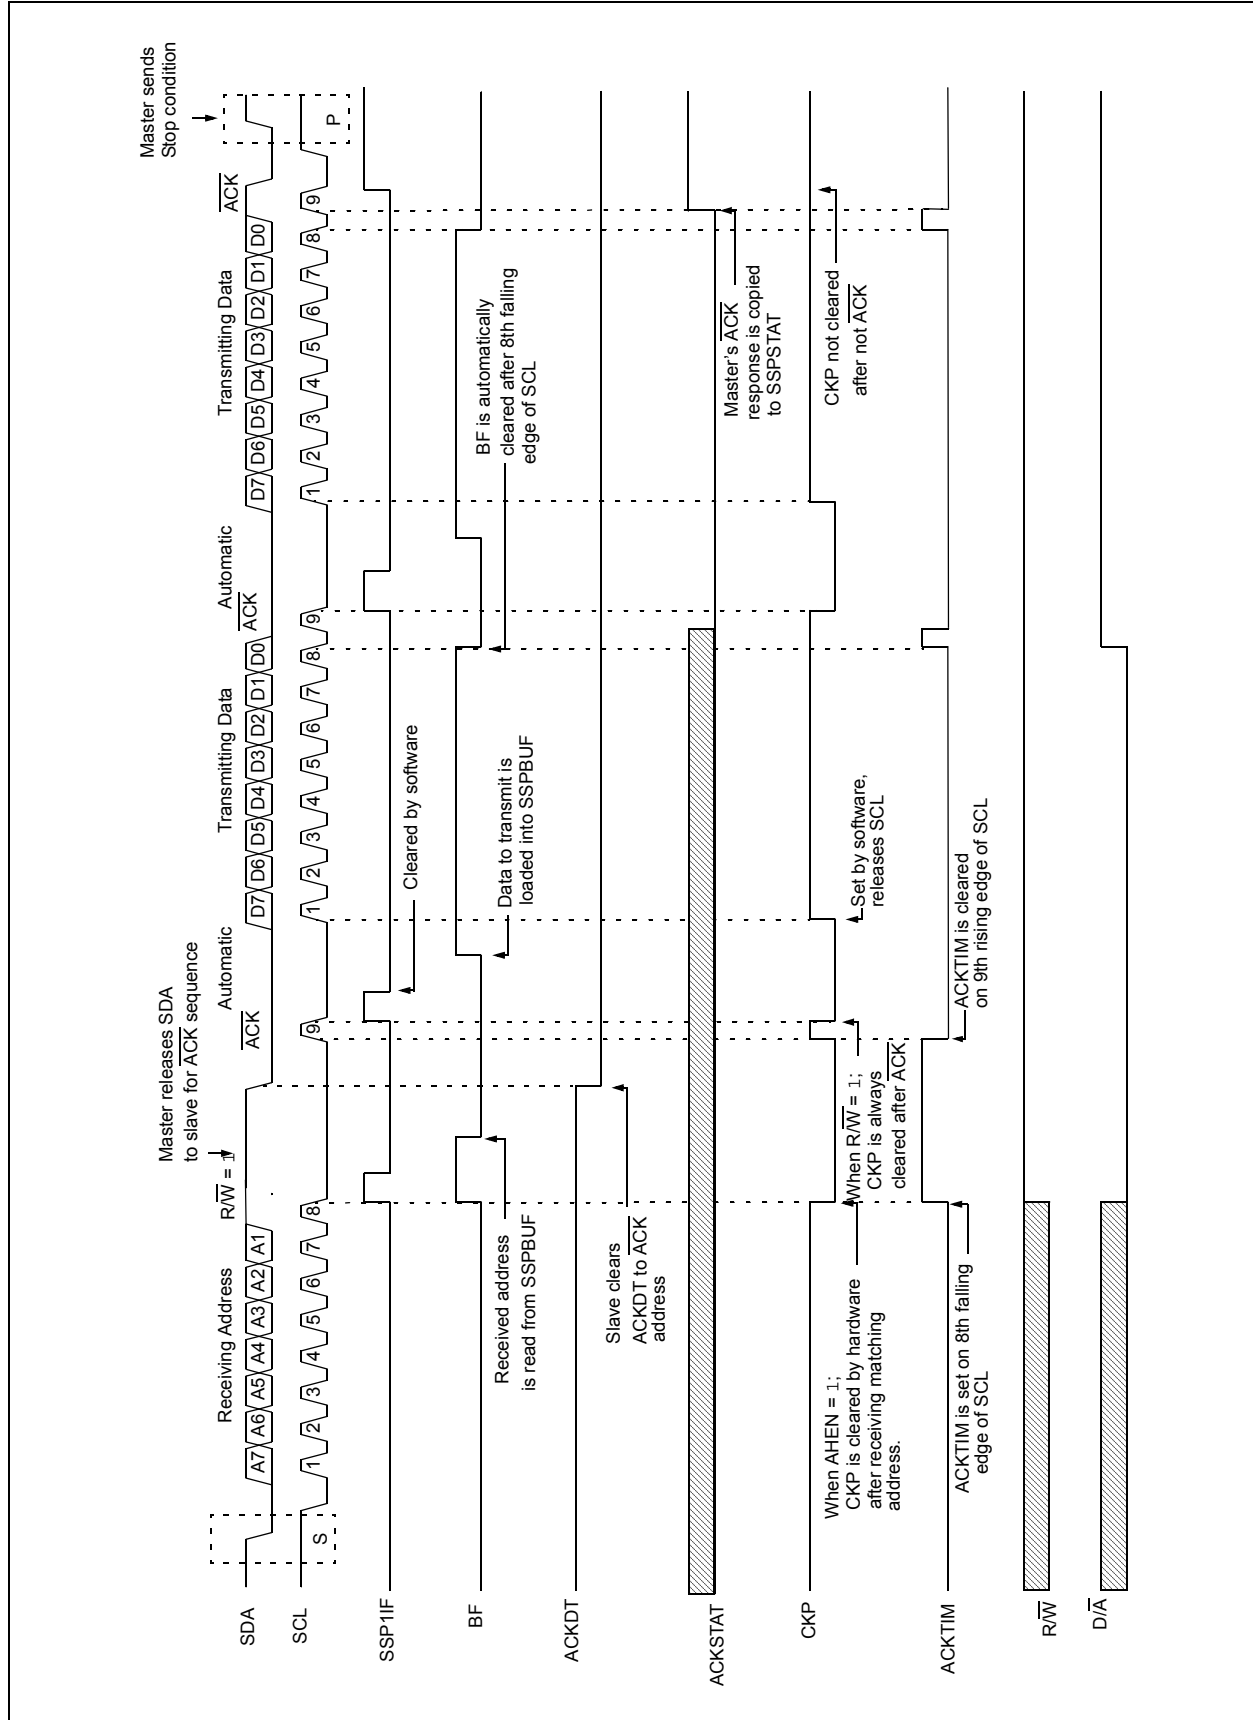 Master releases SDA
to slave for ACK sequence
Master sends
Stop condition
Receiving Address
R/W = 1
Automatic
Transmitting Data
Automatic
Transmitting Data
ACK
ACK
ACK
SDA
A7 A6 A5 A4 A3 A2 A1
D7 D6 D5 D4 D3 D2 D1 D0
D7 D6 D5 D4 D3 D2 D1 D0
SCL
S
1 2 3 4 5 6 7 8 9
1 2 3 4 5 6 7 8 9
1 2 3 4 5 6 7 8 9
P
SSP1IF
Cleared by software
BF
Received address
is read from SSPBUF
Data to transmit is
loaded into SSPBUF
BF is automatically
cleared after 8th falling
edge of SCL
ACKDT
Slave clears
ACKDT to ACK
address
ACKSTAT
Master's ACK
response is copied
to SSPSTAT
CKP
When AHEN = 1;
CKP is cleared by hardware
after receiving matching
address.
When R/W = 1;
CKP is always
cleared after ACK
Set by software,
releases SCL
CKP not cleared
after not ACK
ACKTIM
ACKTIM is set on 8th falling
edge of SCL
ACKTIM is cleared
on 9th rising edge of SCL
R/W
D/A